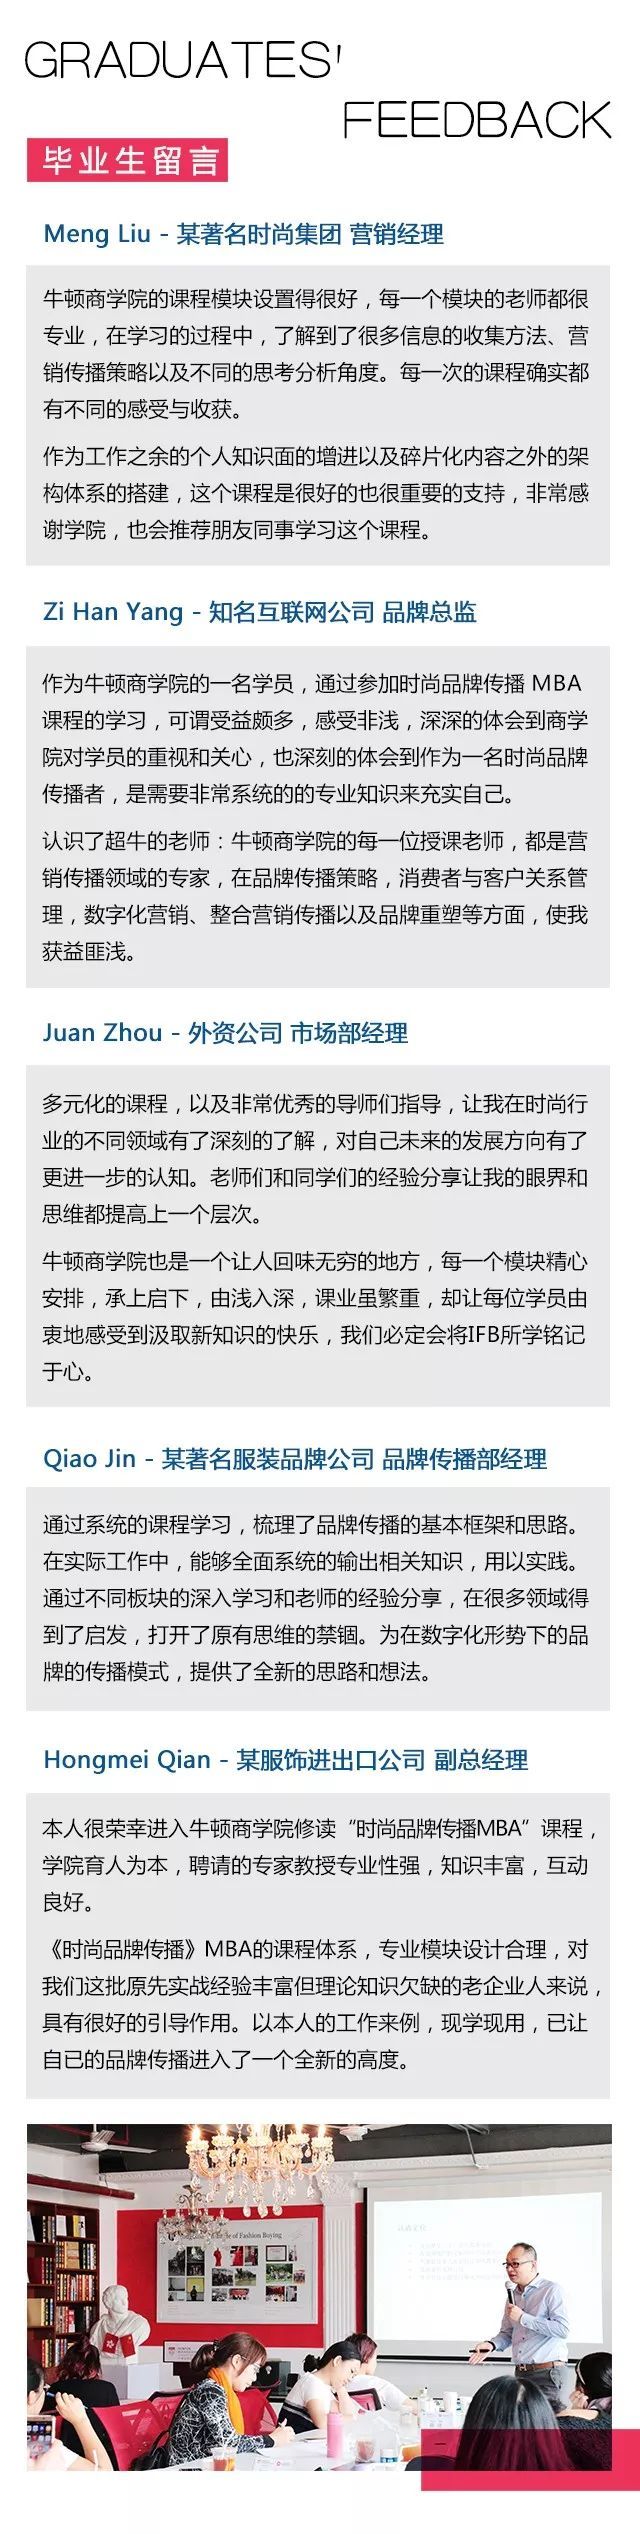 GRADUATES'
FEEDBACK
毕业生留言
Meng Liu - 某著名时尚集团 营销经理
牛顿商学院的课程模块设置得很好，每一个模块的老师都很
专业，在学习的过程中，了解到了很多信息的收集方法、营
销传播策略以及不同的思考分析角度。每一次的课程确实都
有不同的感受与收获。
作为工作之余的个人知识面的增进以及碎片化内容之外的架
构体系的搭建，这个课程是很好的也很重要的支持，非常感
谢学院，也会推荐朋友同事学习这个课程。
Zi Han Yang - 知名互联网公司 品牌总监
作为牛顿商学院的一名学员，通过参加时尚品牌传播 MBA
课程的学习，可谓受益颇多，感受非浅，深深的体会到商学
院对学员的重视和关心，也深刻的体会到作为一名时尚品牌
传播者，是需要非常系统的的专业知识来充实自己。
认识了超牛的老师：牛顿商学院的每一位授课老师，都是营
销传播领域的专家，在品牌传播策略，消费者与客户关系管
理，数字化营销、整合营销传播以及品牌重塑等方面，使我
获益匪浅。
Juan Zhou - 外资公司 市场部经理
多元化的课程，以及非常优秀的导师们指导，让我在时尚行
业的不同领域有了深刻的了解，对自己未来的发展方向有了
更进一步的认知。老师们和同学们的经验分享让我的眼界和
思维都提高上一个层次。
牛顿商学院也是一个让人回味无穷的地方，每一个模块精心
安排，承上启下，由浅入深，课业虽繁重，却让每位学员由
衷地感受到汲取新知识的快乐，我们必定会将IFB所学铭记
于心。
Qiao Jin - 某著名服装品牌公司 品牌传播部经理
通过系统的课程学习，梳理了品牌传播的基本框架和思路。
在实际工作中，能够全面系统的输出相关知识，用以实践。
通过不同板块的深入学习和老师的经验分享，在很多领域得
到了启发，打开了原有思维的禁锢。为在数字化形势下的品
牌的传播模式，提供了全新的思路和想法。
Hongmei Qian - 某服饰进出口公司 副总经理
本人很荣幸进入牛顿商学院修读“时尚品牌传播MBA”课程，
学院育人为本，聘请的专家教授专业性强，知识丰富，互动
良好。
《时尚品牌传播》MBA的课程体系，专业模块设计合理，对
我们这批原先实战经验丰富但理论知识欠缺的老企业人来说，
具有很好的引导作用。以本人的工作来例，现学现用，已让
自已的品牌传播进入了一个全新的高度。
of Fashion Buying